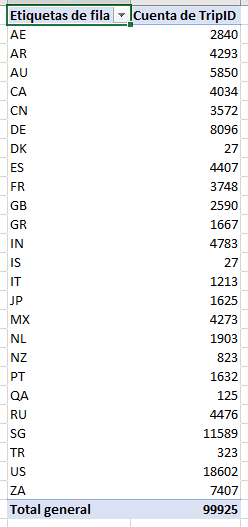 Etiquetas de fila Cuenta de TripID
AE 2840
AR 4293
AU 5850
CA 4034
CN 3572
DE 8096
DK 27
ES 4407
FR 3748
GB 2590
GR 1667
IN 4783
IS 27
IT 1213
JP 1625
MX 4273
NL 1903
NZ 823
PT 1632
QA 125
RU 4476
SG 11589
TR 323
US 18602
ZA 7407
Total general 99925